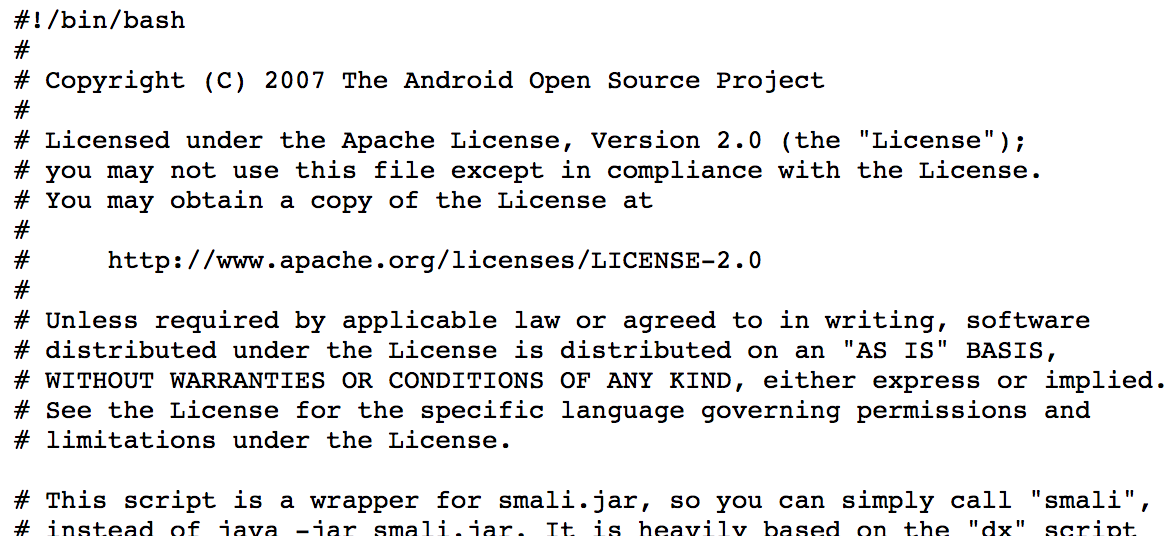 #!/bin/bash
#
# Copyright (C) 2007 The Android Open Source Project
#
# Licensed under the Apache License, Version 2.0 (the "License");
# you may not use this file except in compliance with the License.
# You may obtain a copy of the License at
#
#     http://www.apache.org/licenses/LICENSE-2.0
#
# Unless required by applicable law or agreed to in writing, software
# distributed under the License is distributed on an "AS IS" BASIS,
# WITHOUT WARRANTIES OR CONDITIONS OF ANY KIND, either express or implied.
# See the License for the specific language governing permissions and
# limitations under the License.

# This script is a wrapper for smali.jar, so you can simply call "smali",
# instead of java -jar smali.jar. It is heavily based on the "dx" script